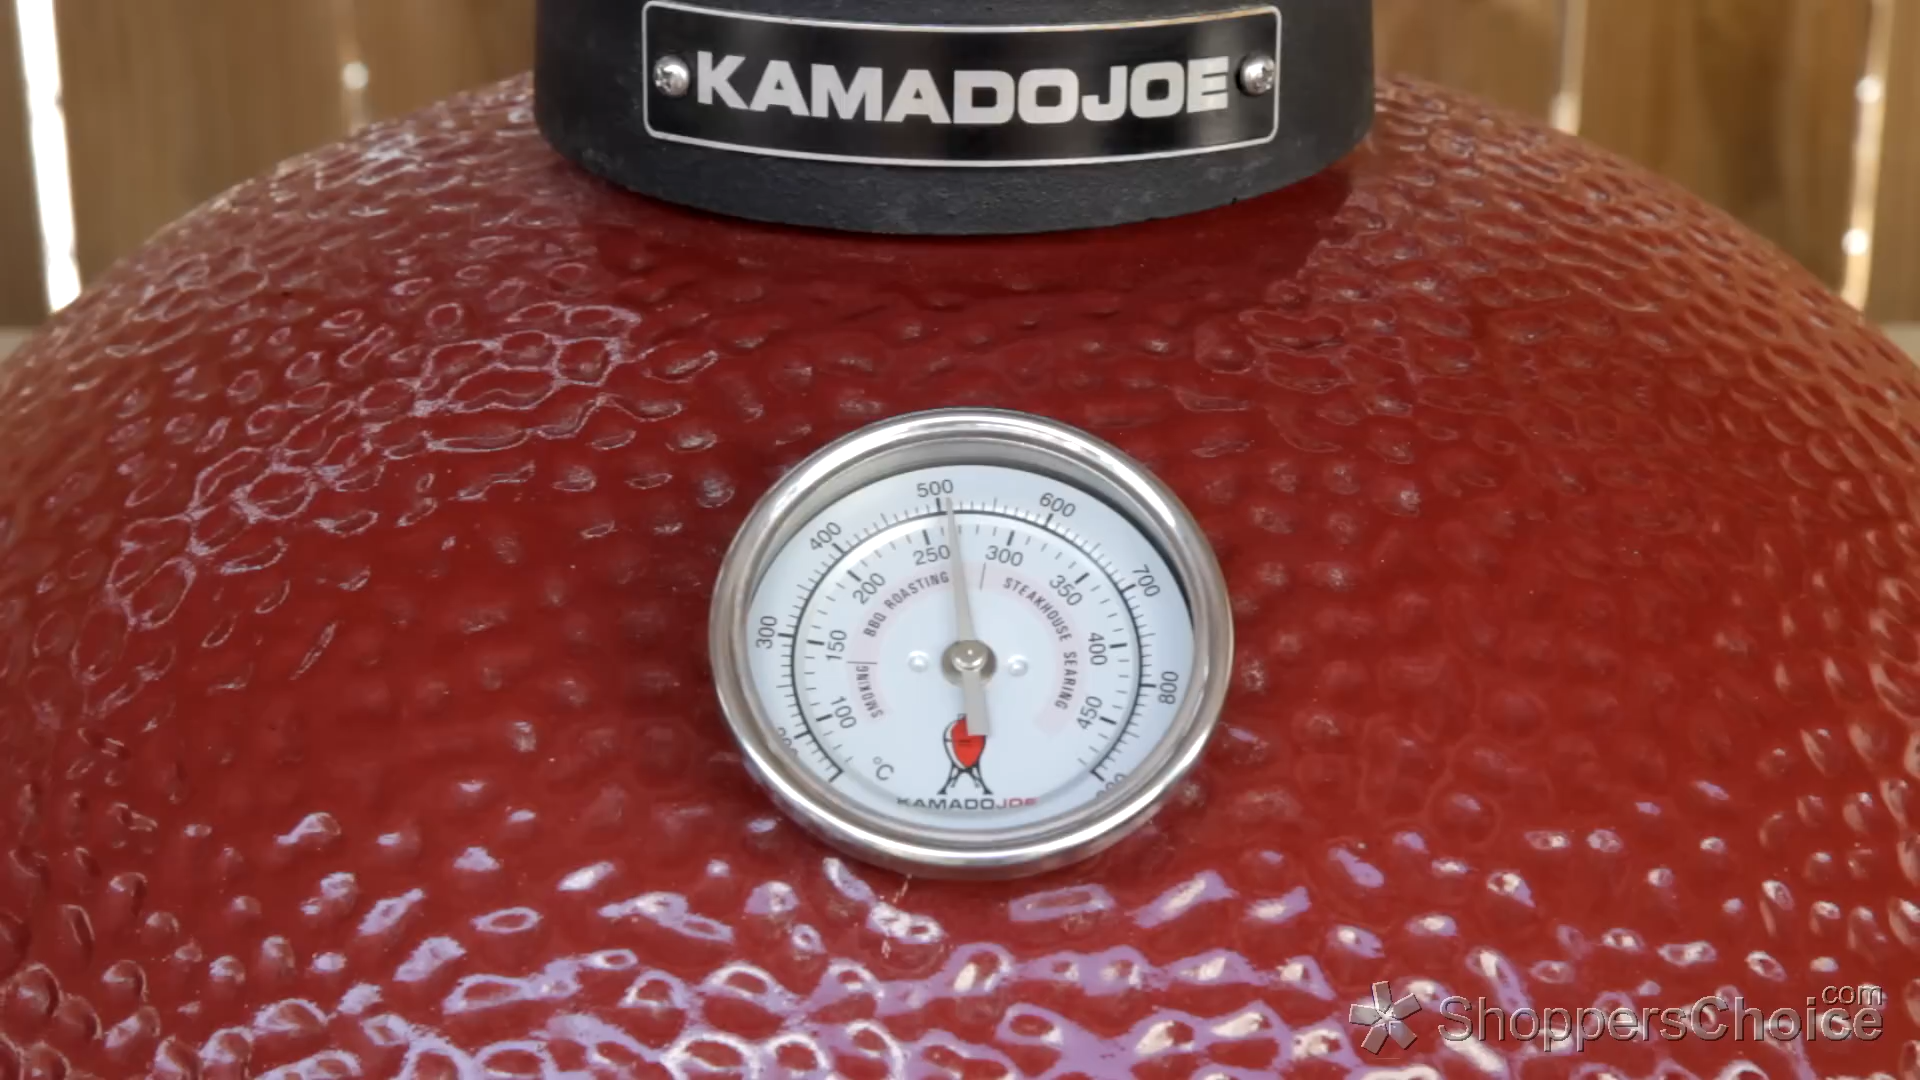 KAMADOJOE
500
600
400
700
300
800
250
300
200
350
150
400
100
450
BBQ ROASTING
STEAKHOUSE SEARING
SMOKING
°C
KAMADOJOE
ShoppersChoice.com